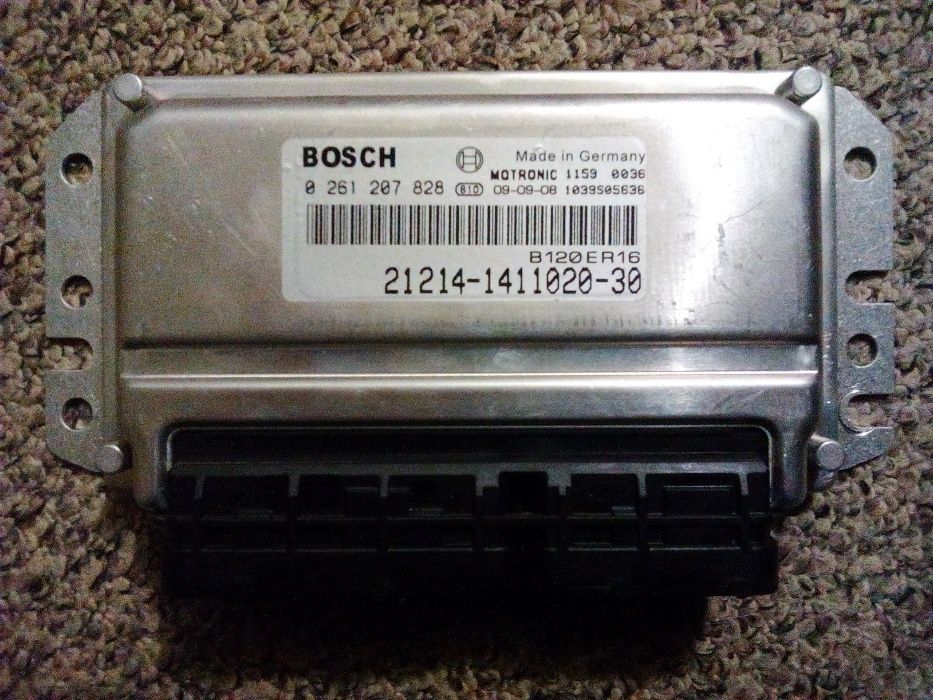 BOSCH Made in Germany
MOTRONIC 1159 0036
0 261 207 828 810 09-09-08 1039S05636
B120ER16
21214-1411020-30